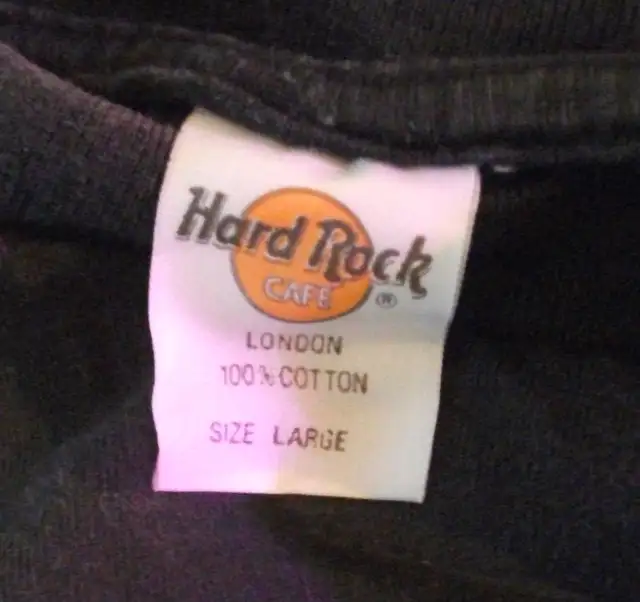 Hard Rock
CAFE
®
LONDON
100% COTTON
SIZE LARGE